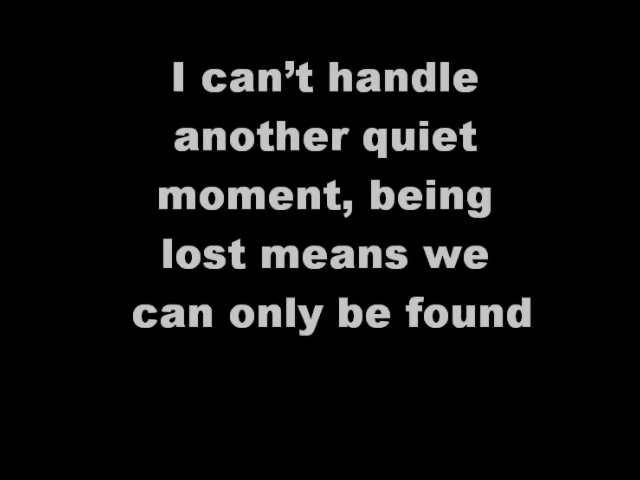 I can’t handle
another quiet
moment, being
lost means we
can only be found